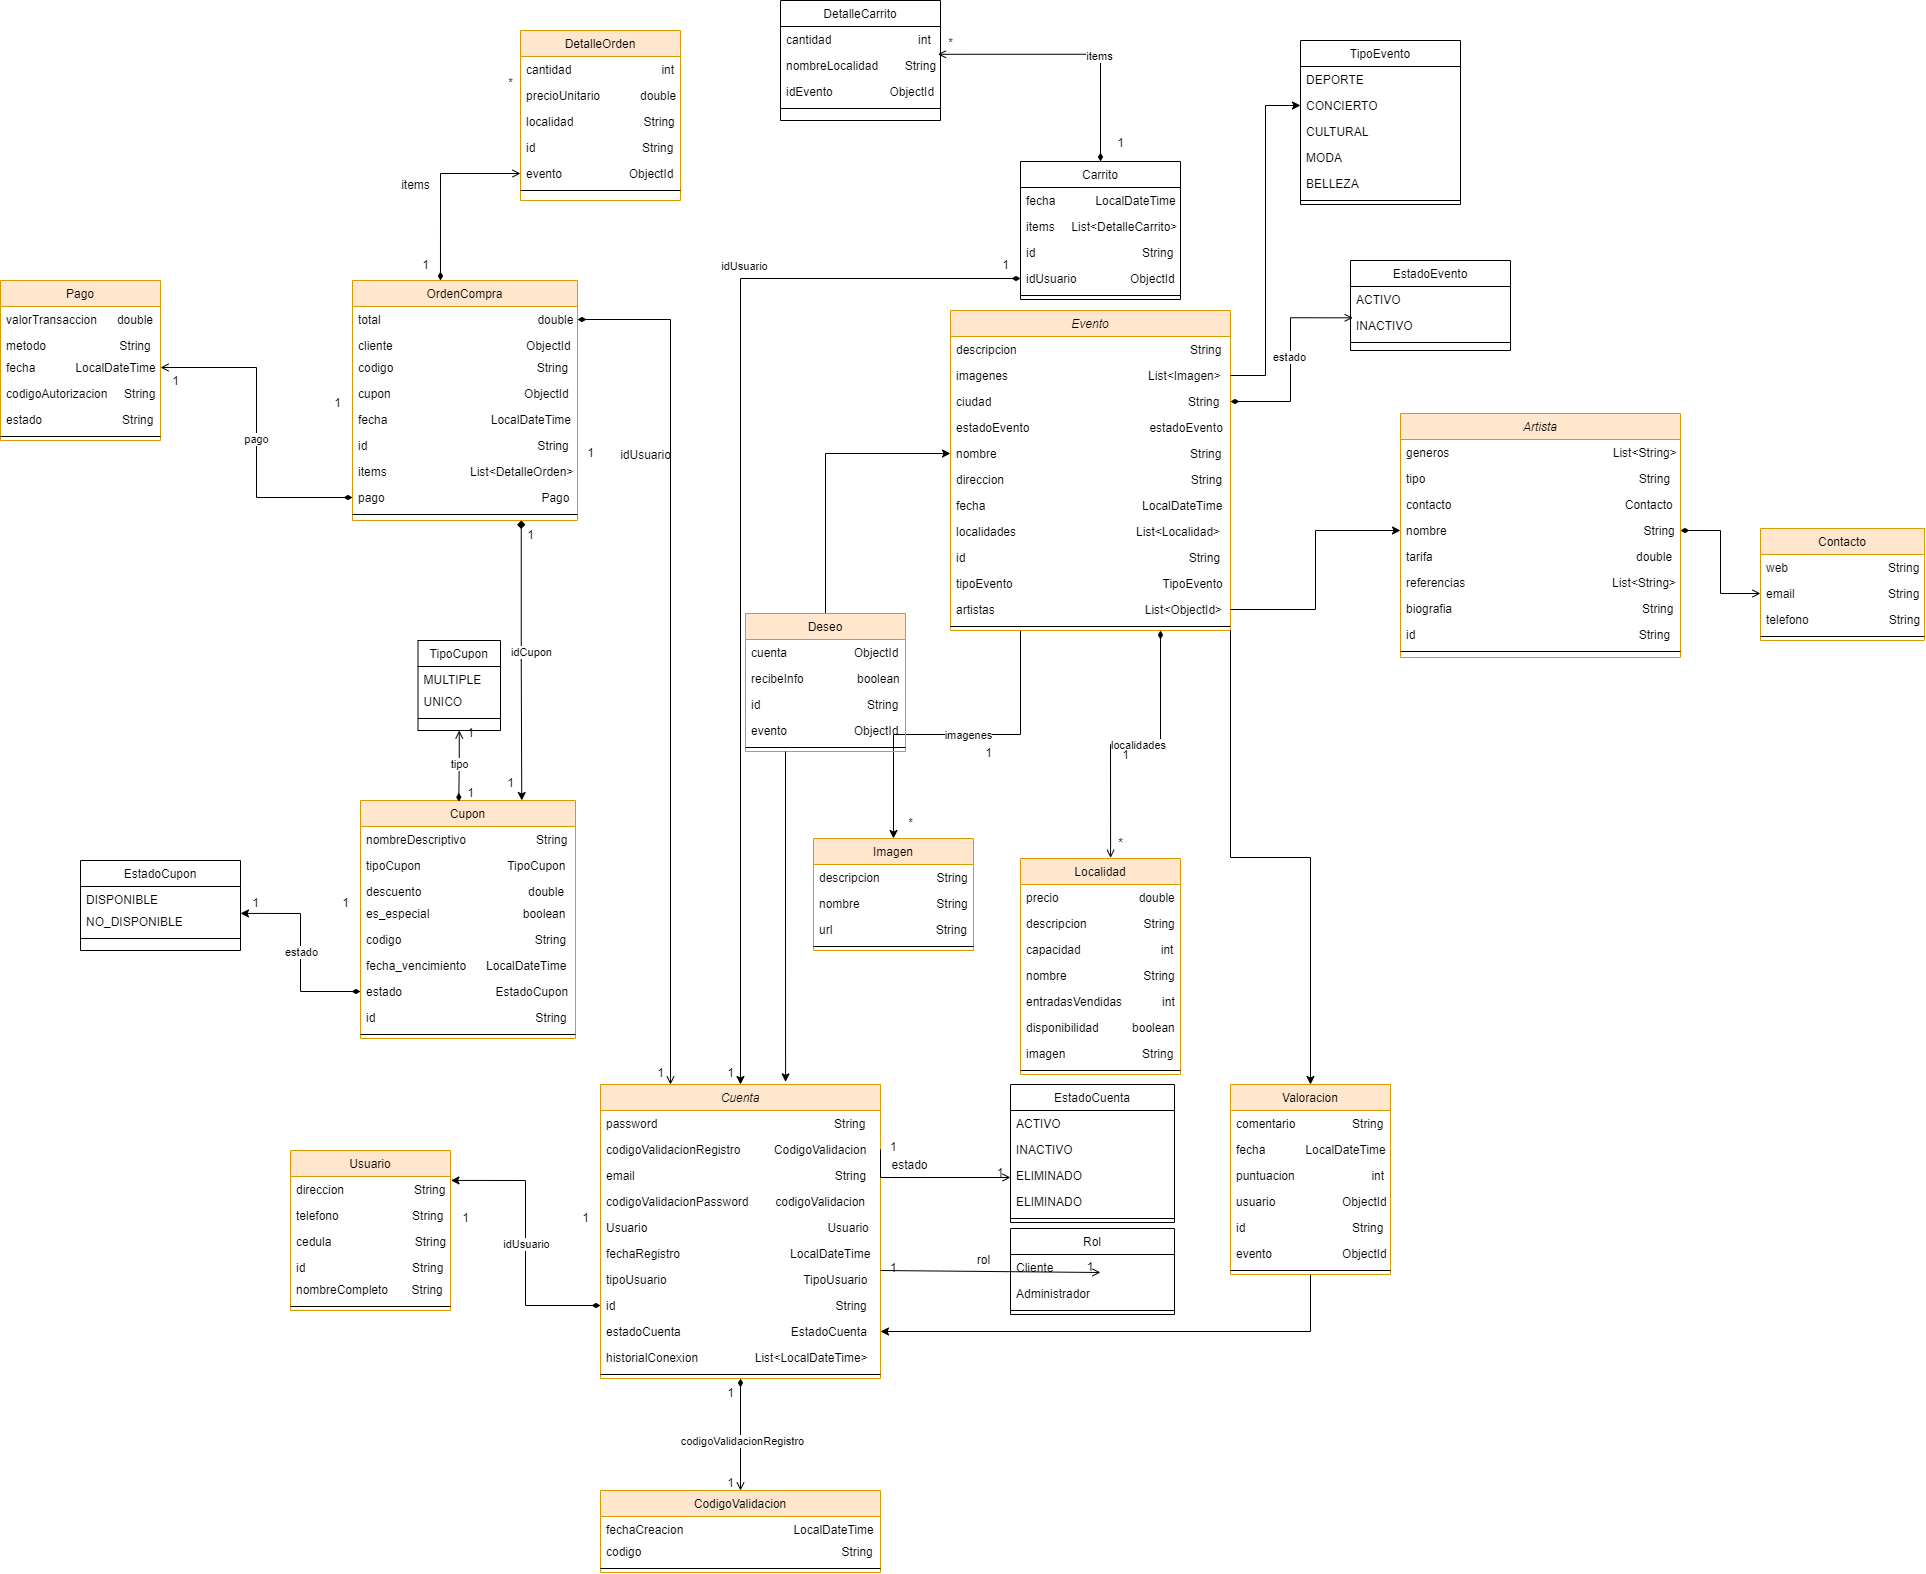 DetalleCarrito
cantidad int
nombreLocalidad String
idEvento ObjectId
*
items
1
DetalleOrden
cantidad int
precioUnitario double
localidad String
id String
evento ObjectId
*
items
1
TipoEvento
DEPORTE
CONCIERTO
CULTURAL
MODA
BELLEZA
Carrito
fecha LocalDateTime
items List<DetalleCarrito>
id String
idUsuario ObjectId
1
idUsuario
EstadoEvento
ACTIVO
INACTIVO
estado
Pago
valorTransaccion double
metodo String
fecha LocalDateTime
codigoAutorizacion String
estado String
1
pago
1
OrdenCompra
total double
cliente ObjectId
codigo String
cupon ObjectId
fecha LocalDateTime
id String
items List<DetalleOrden>
pago Pago
1
idUsuario
1
idCupon
1
Evento
descripcion String
imagenes List<Imagen>
ciudad String
estadoEvento estadoEvento
nombre String
direccion String
fecha LocalDateTime
localidades List<Localidad>
id String
tipoEvento TipoEvento
artistas List<ObjectId>
Artista
generos List<String>
tipo String
contacto Contacto
nombre String
tarifa double
referencias List<String>
biografia String
id String
Contacto
web String
email String
telefono String
Deseo
cuenta ObjectId
recibeInfo boolean
id String
evento ObjectId
imagenes
1
*
localidades
1
*
TipoCupon
MULTIPLE
UNICO
1
tipo
1
Cupon
nombreDescriptivo String
tipoCupon TipoCupon
descuento double
es_especial boolean
codigo String
fecha_vencimiento LocalDateTime
estado EstadoCupon
id String
1
EstadoCupon
DISPONIBLE
NO_DISPONIBLE
1
estado
Imagen
descripcion String
nombre String
url String
Localidad
precio double
descripcion String
capacidad int
nombre String
entradasVendidas int
disponibilidad boolean
imagen String
1
1
Cuenta
password String
codigoValidacionRegistro CodigoValidacion
email String
codigoValidacionPassword codigoValidacion
Usuario Usuario
fechaRegistro LocalDateTime
tipoUsuario TipoUsuario
id String
estadoCuenta EstadoCuenta
historialConexion List<LocalDateTime>
1
estado
1
EstadoCuenta
ACTIVO
INACTIVO
ELIMINADO
ELIMINADO
1
rol
1
Rol
Cliente
Administrador
Valoracion
comentario String
fecha LocalDateTime
puntuacion int
usuario ObjectId
id String
evento ObjectId
Usuario
direccion String
telefono String
cedula String
id String
nombreCompleto String
1
idUsuario
1
1
codigoValidacionRegistro
1
CodigoValidacion
fechaCreacion LocalDateTime
codigo String